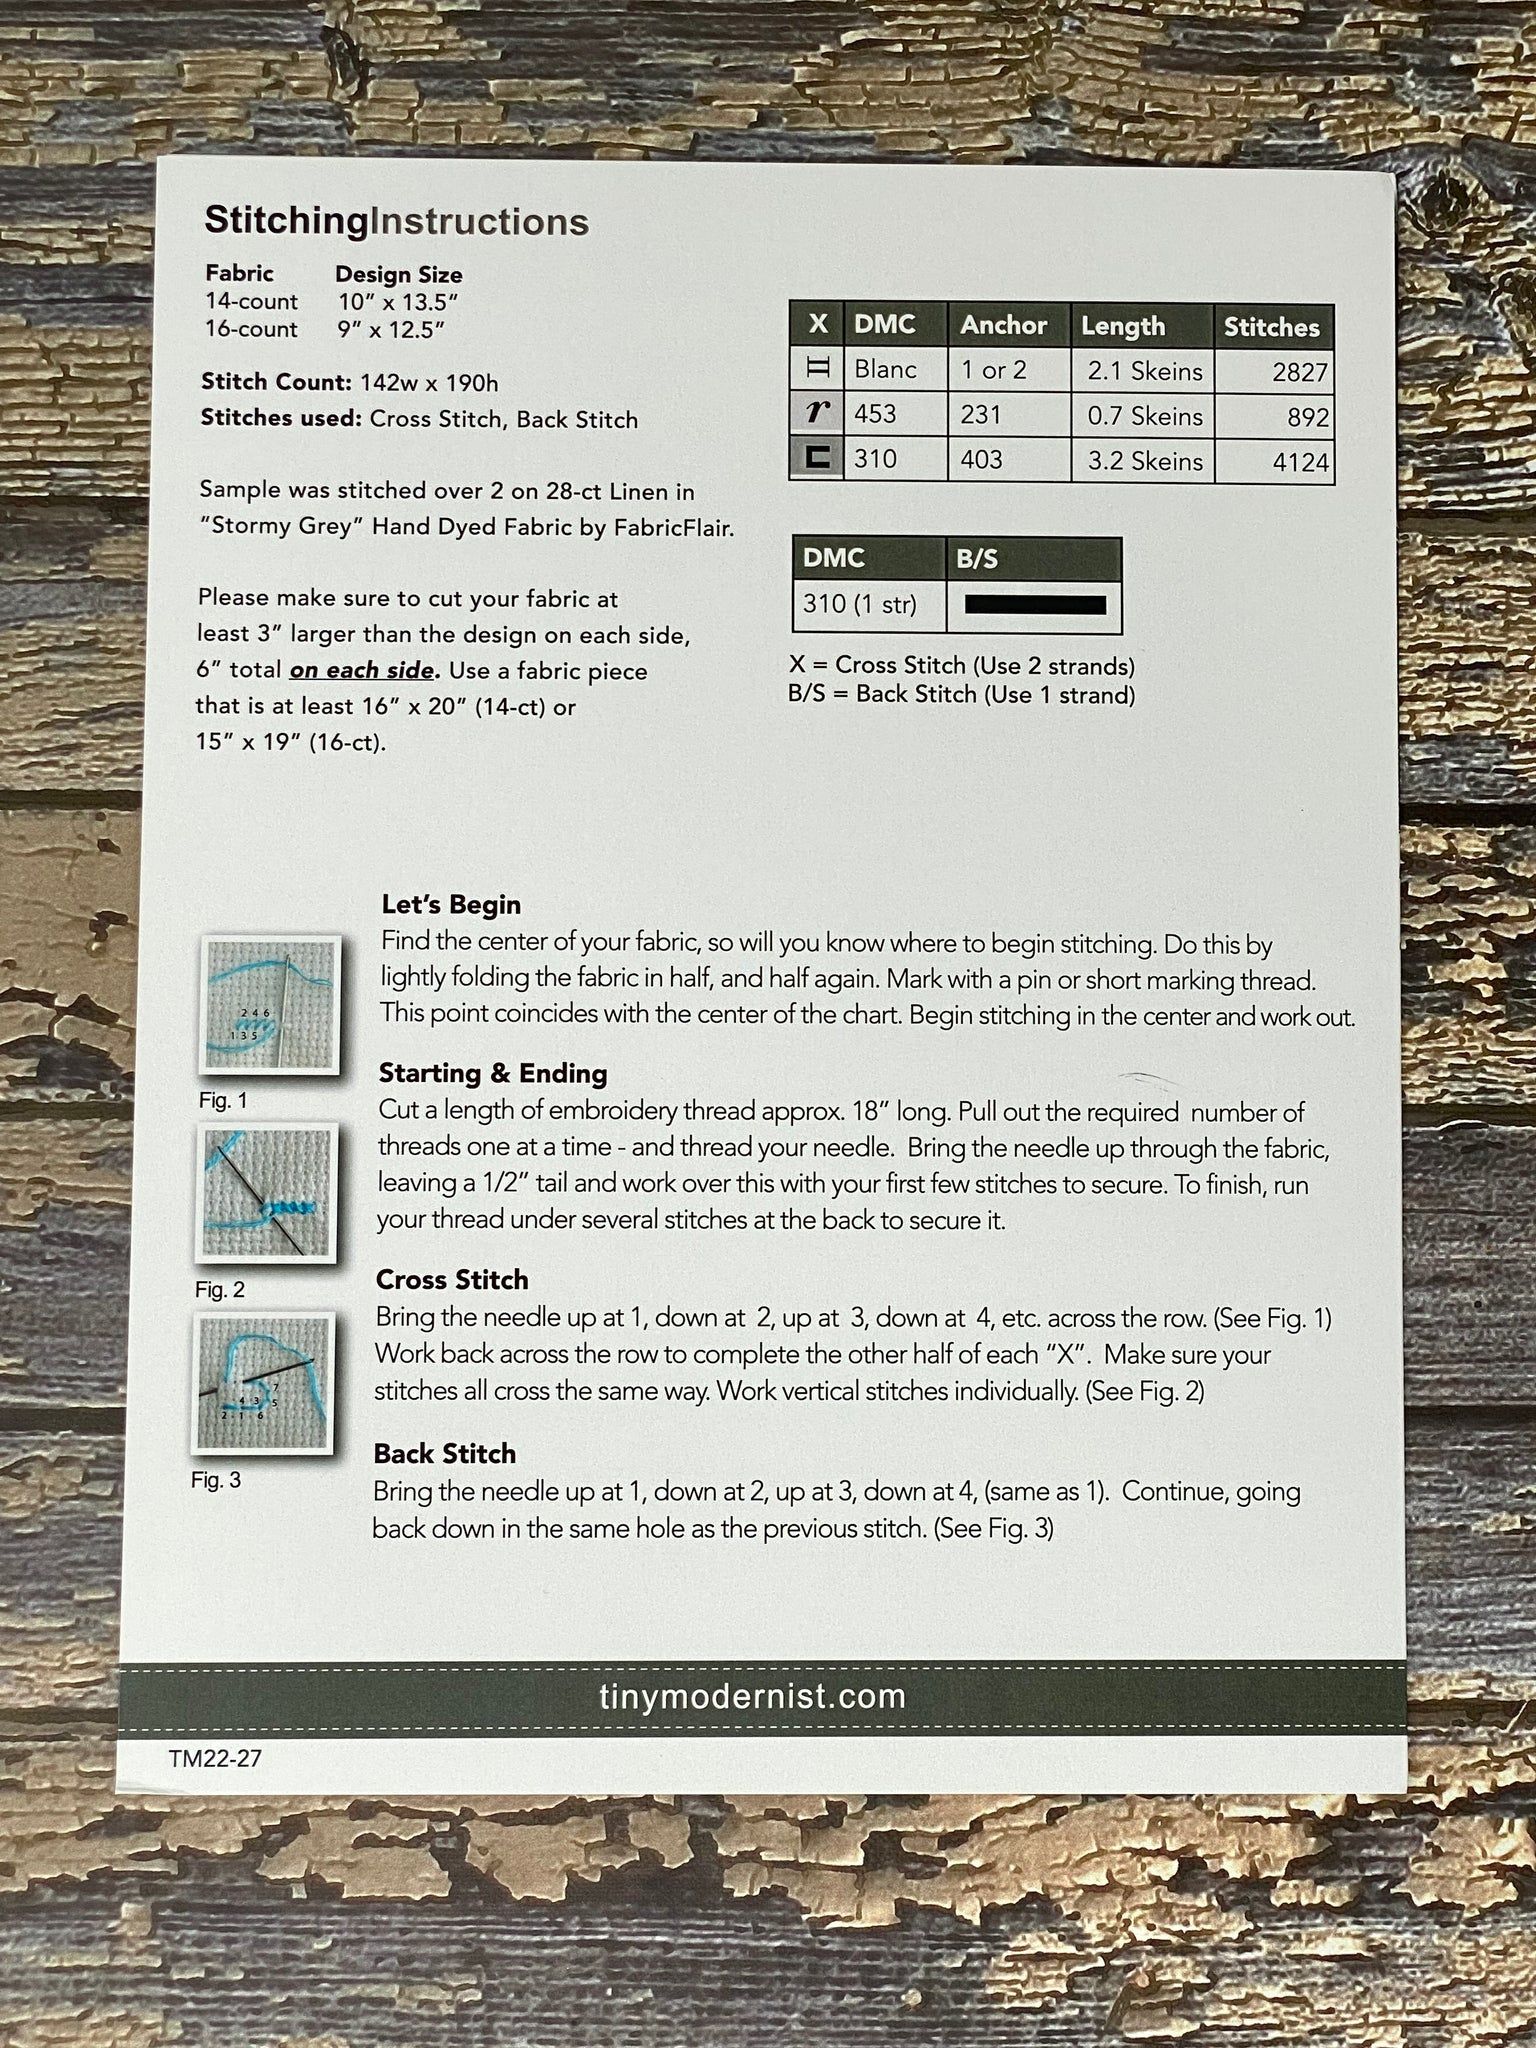 StitchingInstructions
Fabric Design Size
14-count 10" x 13.5"
16-count 9" x 12.5"
Stitch Count: 142w x 190h
Stitches used: Cross Stitch, Back Stitch
Sample was stitched over 2 on 28-ct Linen in
"Stormy Grey" Hand Dyed Fabric by FabricFlair.
Please make sure to cut your fabric at
least 3" larger than the design on each side,
6" total on each side. Use a fabric piece
that is at least 16" x 20" (14-ct) or
15" x 19" (16-ct).
X DMC Anchor Length Stitches
Blanc 1 or 2 2.1 Skeins 2827
r 453 231 0.7 Skeins 892
310 403 3.2 Skeins 4124
DMC B/S
310 (1 str)
X = Cross Stitch (Use 2 strands)
B/S = Back Stitch (Use 1 strand)
Let's Begin
Find the center of your fabric, so will you know where to begin stitching. Do this by
lightly folding the fabric in half, and half again. Mark with a pin or short marking thread.
This point coincides with the center of the chart. Begin stitching in the center and work out.
2 4 6
1 3 5
Fig. 1
Starting & Ending
Cut a length of embroidery thread approx. 18" long. Pull out the required number of
threads one at a time - and thread your needle. Bring the needle up through the fabric,
leaving a 1/2" tail and work over this with your first few stitches to secure. To finish, run
your thread under several stitches at the back to secure it.
Fig. 2
Cross Stitch
Bring the needle up at 1, down at 2, up at 3, down at 4, etc. across the row. (See Fig. 1)
Work back across the row to complete the other half of each "X". Make sure your
stitches all cross the same way. Work vertical stitches individually. (See Fig. 2)
7
4 3 5
2 1 6
Fig. 3
Back Stitch
Bring the needle up at 1, down at 2, up at 3, down at 4, (same as 1). Continue, going
back down in the same hole as the previous stitch. (See Fig. 3)
tinymodernist.com
TM22-27